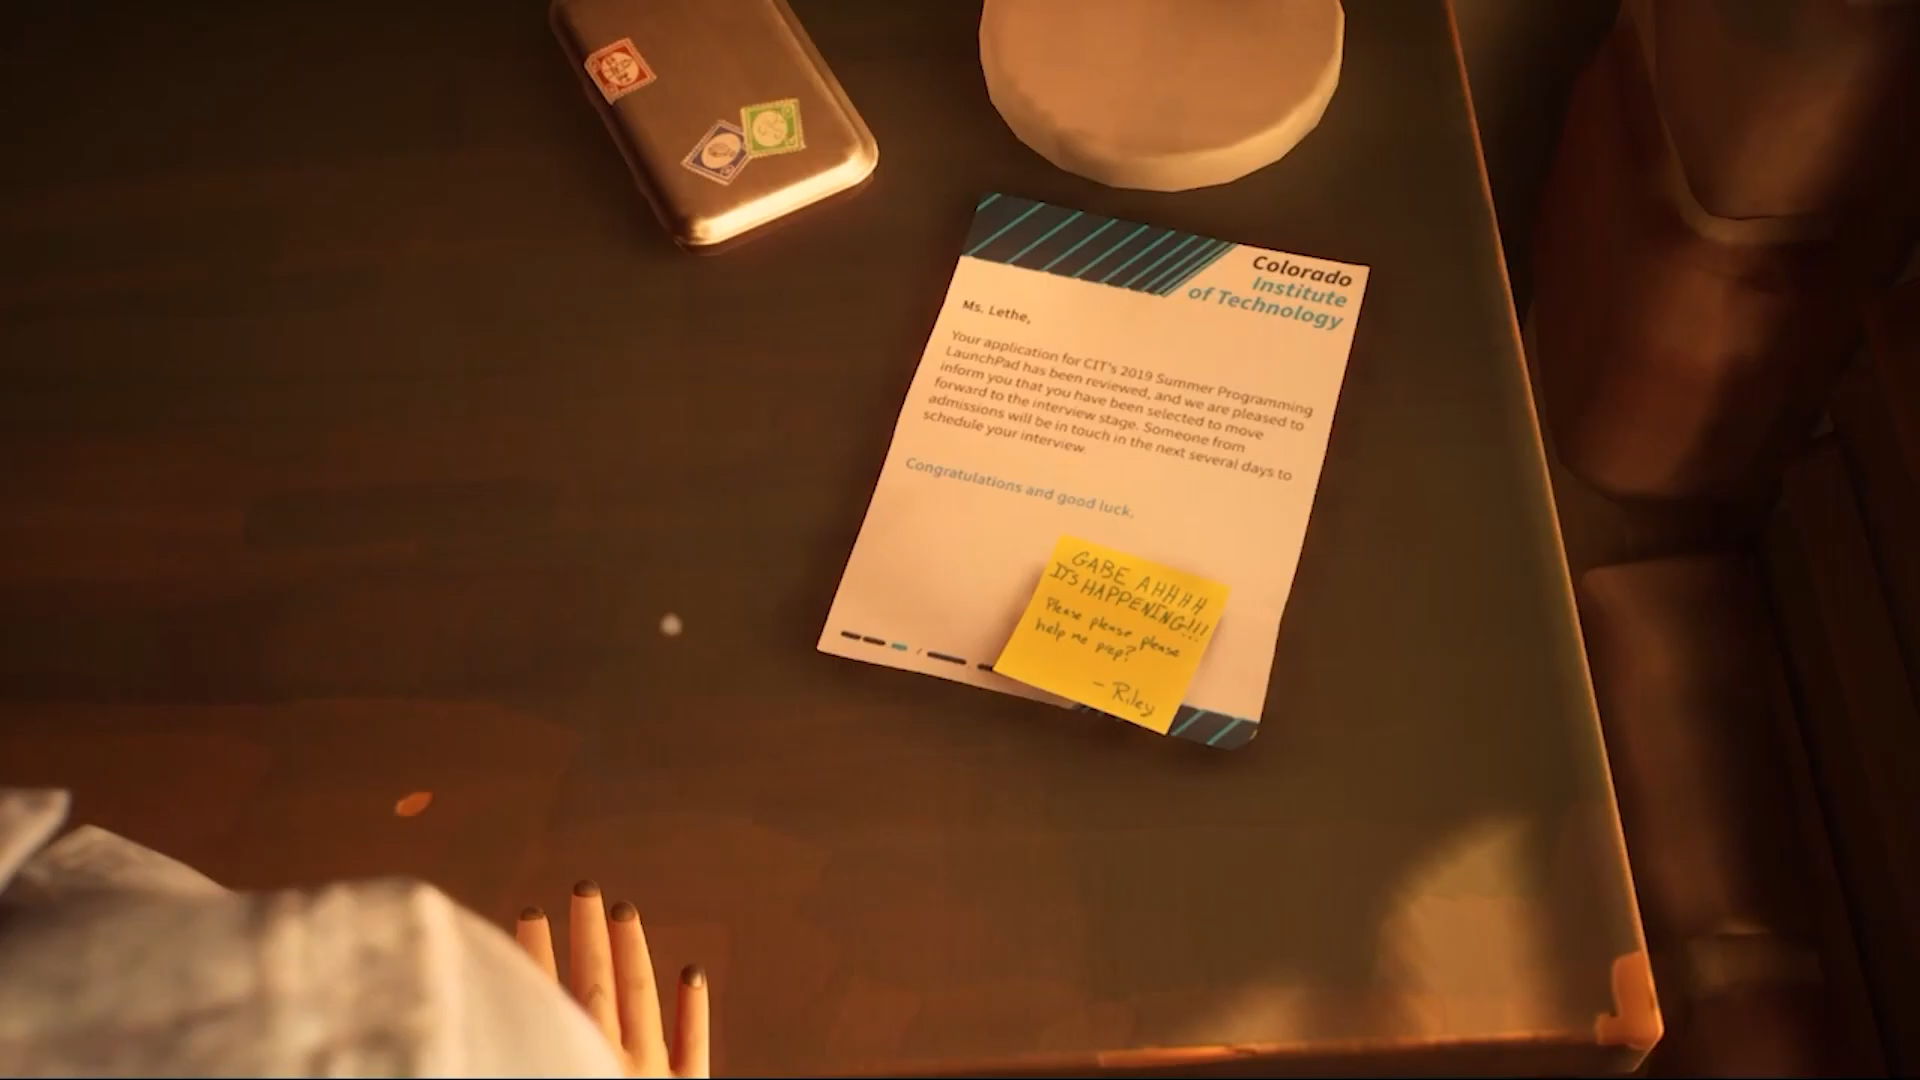 Colorado
Institute
of Technology
Ms. Lethe,
Your application for CIT's 2019 Summer Programming
LaunchPad has been reviewed, and we are pleased to
inform you that you have been selected to move
forward to the interview stage. Someone from
admissions will be in touch in the next several days to
schedule your interview.
Congratulations and good luck.
GABE AHHHH
ITS HAPPENING!!!
Please please please
help me prep?
- Riley